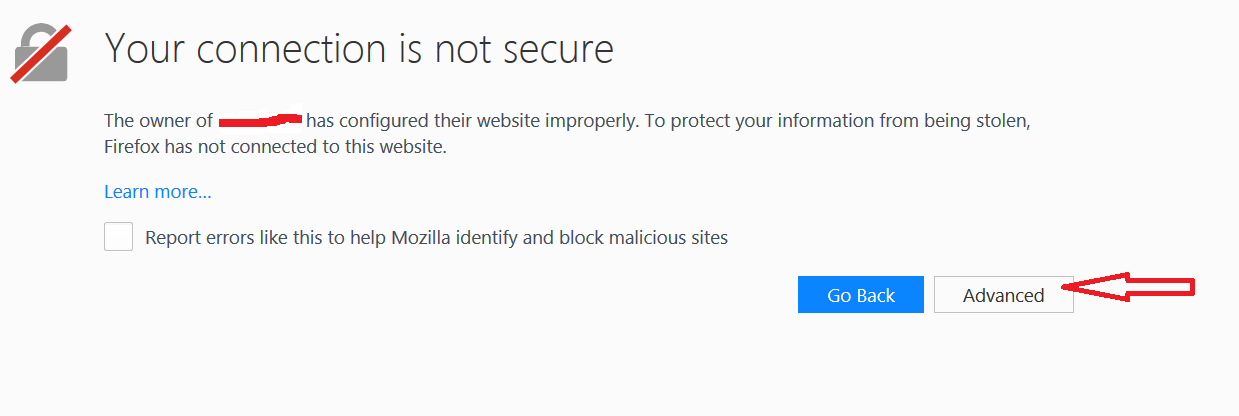 Your connection is not secure
The owner of has configured their website improperly. To protect your information from being stolen,
Firefox has not connected to this website.
Learn more...
Report errors like this to help Mozilla identify and block malicious sites
Go Back
Advanced